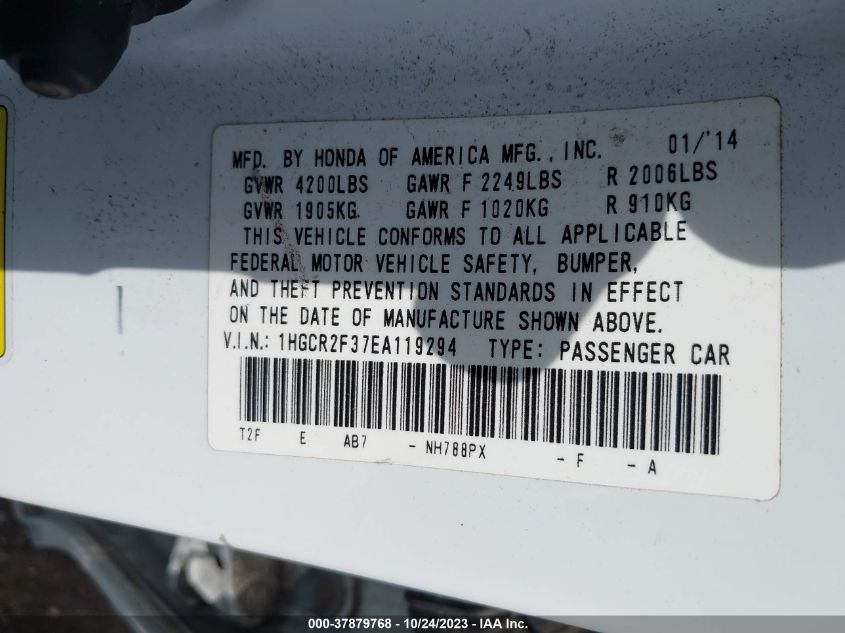 MFD. BY HONDA OF AMERICA MFG., INC. 01/'14
GVWR 4200LBS GAWR F 2249LBS R 2006LBS
GVWR 1905KG GAWR F 1020KG R 910KG
THIS VEHICLE CONFORMS TO ALL APPLICABLE
FEDERAL MOTOR VEHICLE SAFETY, BUMPER,
AND THEFT PREVENTION STANDARDS IN EFFECT
ON THE DATE OF MANUFACTURE SHOWN ABOVE.
V.I.N.: 1HGCR2F37EA119294 TYPE: PASSENGER CAR
T2F E AB7 - NH788PX - F - A
000-37879768 - 10/24/2023 - IAA Inc.